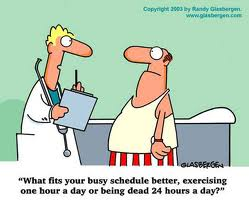 Copyright 2003 by Randy Glasbergen.
www.glasbergen.com
GLASBERGEN
"What fits your busy schedule better, exercising
one hour a day or being dead 24 hours a day?"